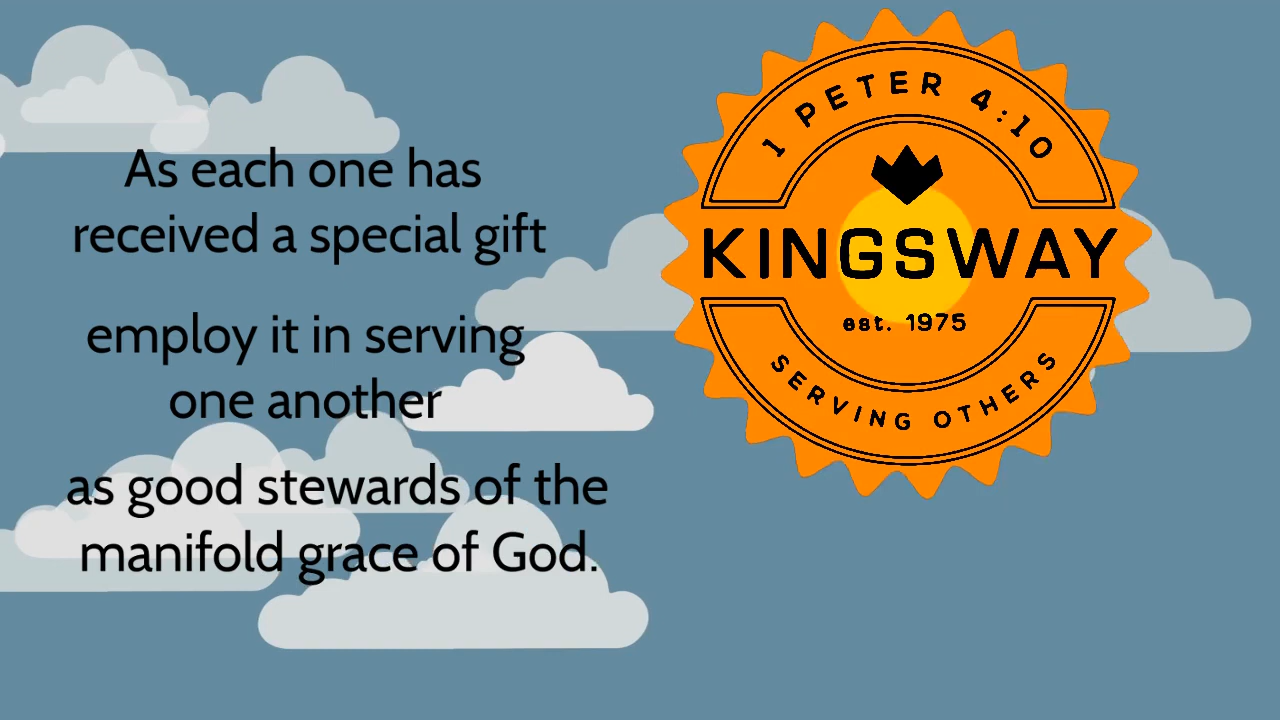 As each one has
received a special gift
employ it in serving
one another
as good stewards of the
manifold grace of God.
1 PETER 4:10
KINGSWAY
est. 1975
SERVING OTHERS